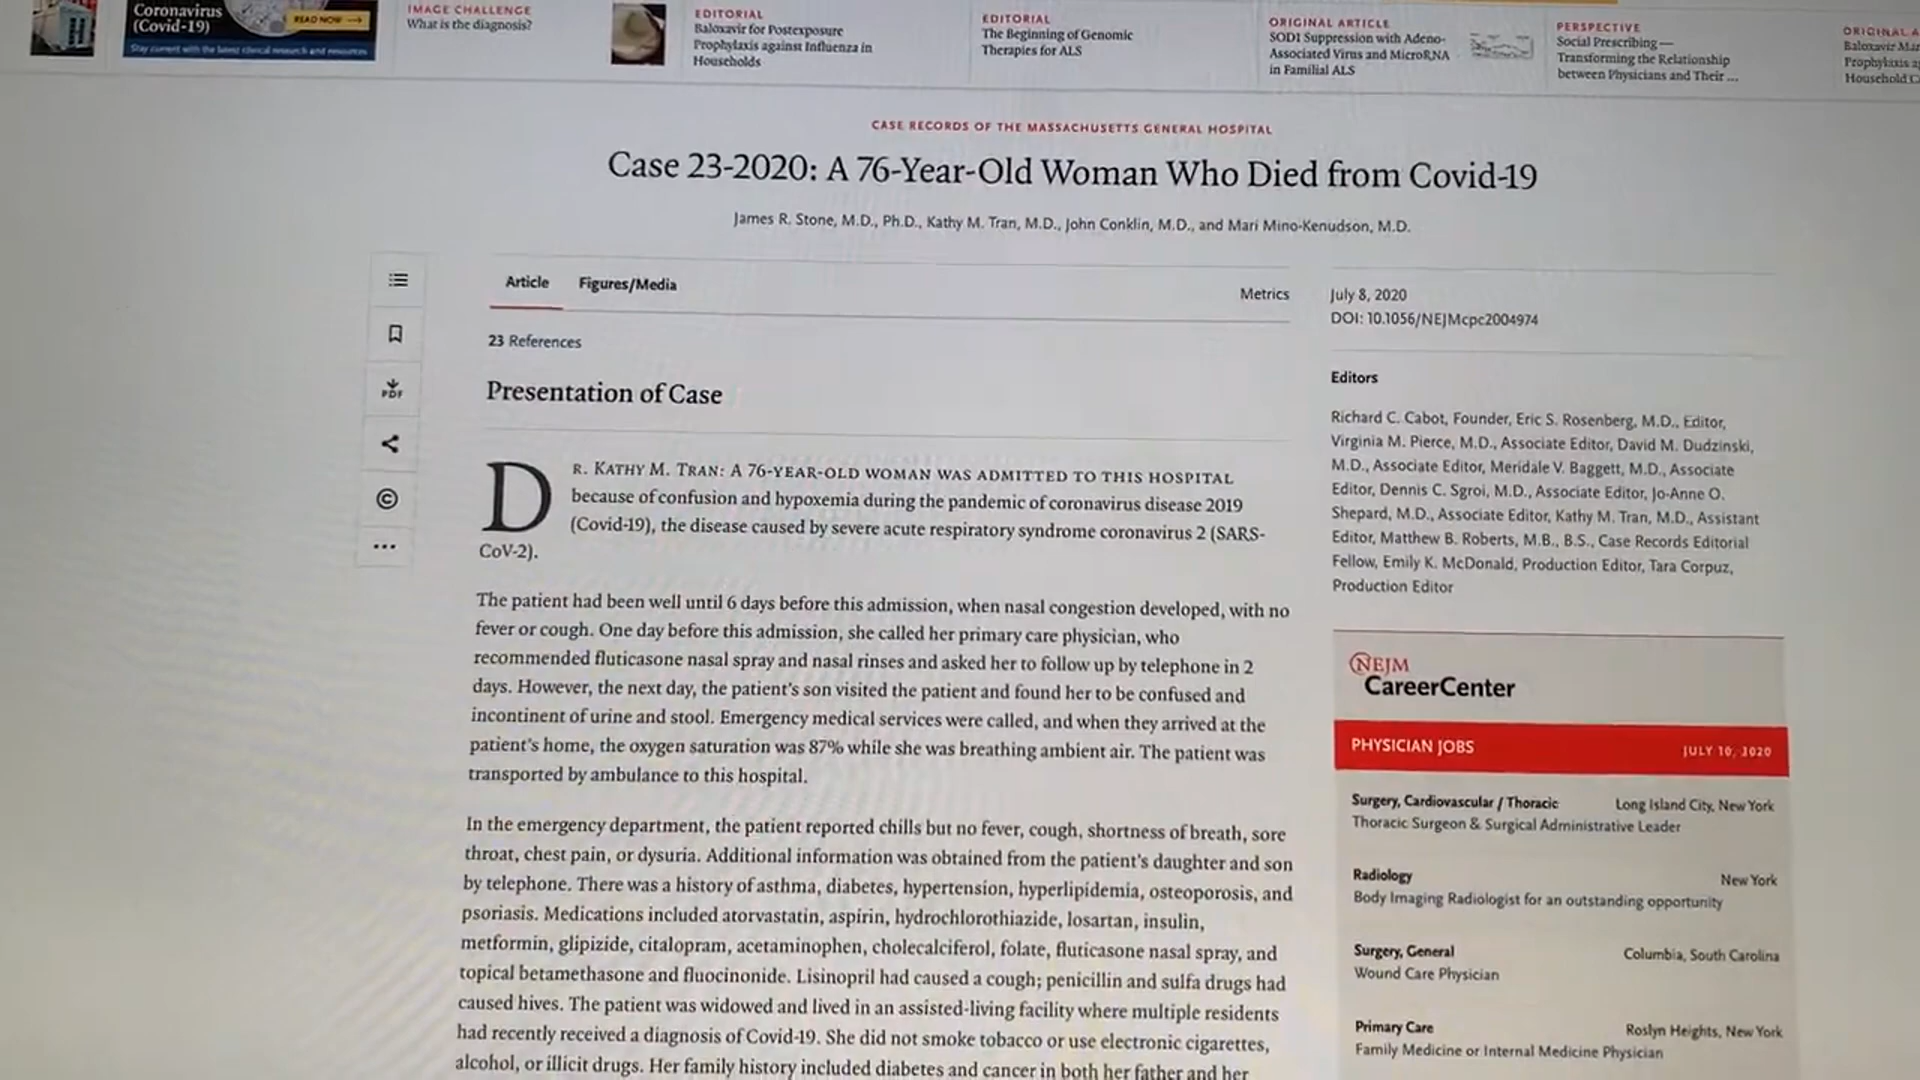 Coronavirus
(Covid-19)
READ NOW →
Stay current with the latest clinical research and resources
IMAGE CHALLENGE
What is the diagnosis?
EDITORIAL
Baloxavir for Postexposure
Prophylaxis against Influenza in
Households
EDITORIAL
The Beginning of Genomic
Therapies for ALS
ORIGINAL ARTICLE
SOD1 Suppression with Adeno-
Associated Virus and MicroRNA
in Familial ALS
PERSPECTIVE
Social Prescribing —
Transforming the Relationship
between Physicians and Their ...
ORIGINAL A
Baloxavir Mar
Prophylaxis ag
Household C
CASE RECORDS OF THE MASSACHUSETTS GENERAL HOSPITAL
Case 23-2020: A 76-Year-Old Woman Who Died from Covid-19
James R. Stone, M.D., Ph.D., Kathy M. Tran, M.D., John Conklin, M.D., and Mari Mino-Kenudson, M.D.
Article Figures/Media
Metrics
23 References
Presentation of Case
DR. KATHY M. TRAN: A 76-YEAR-OLD WOMAN WAS ADMITTED TO THIS HOSPITAL
because of confusion and hypoxemia during the pandemic of coronavirus disease 2019
(Covid-19), the disease caused by severe acute respiratory syndrome coronavirus 2 (SARS-
CoV-2).
The patient had been well until 6 days before this admission, when nasal congestion developed, with no
fever or cough. One day before this admission, she called her primary care physician, who
recommended fluticasone nasal spray and nasal rinses and asked her to follow up by telephone in 2
days. However, the next day, the patient's son visited the patient and found her to be confused and
incontinent of urine and stool. Emergency medical services were called, and when they arrived at the
patient's home, the oxygen saturation was 87% while she was breathing ambient air. The patient was
transported by ambulance to this hospital.
In the emergency department, the patient reported chills but no fever, cough, shortness of breath, sore
throat, chest pain, or dysuria. Additional information was obtained from the patient's daughter and son
by telephone. There was a history of asthma, diabetes, hypertension, hyperlipidemia, osteoporosis, and
psoriasis. Medications included atorvastatin, aspirin, hydrochlorothiazide, losartan, insulin,
metformin, glipizide, citalopram, acetaminophen, cholecalciferol, folate, fluticasone nasal spray, and
topical betamethasone and fluocinonide. Lisinopril had caused a cough; penicillin and sulfa drugs had
caused hives. The patient was widowed and lived in an assisted-living facility where multiple residents
had recently received a diagnosis of Covid-19. She did not smoke tobacco or use electronic cigarettes,
alcohol, or illicit drugs. Her family history included diabetes and cancer in both her father and her
PDF
July 8, 2020
DOI: 10.1056/NEJMcpc2004974
Editors
Richard C. Cabot, Founder, Eric S. Rosenberg, M.D., Editor,
Virginia M. Pierce, M.D., Associate Editor, David M. Dudzinski,
M.D., Associate Editor, Meridale V. Baggett, M.D., Associate
Editor, Dennis C. Sgroi, M.D., Associate Editor, Jo-Anne O.
Shepard, M.D., Associate Editor, Kathy M. Tran, M.D., Assistant
Editor, Matthew B. Roberts, M.B., B.S., Case Records Editorial
Fellow, Emily K. McDonald, Production Editor, Tara Corpuz,
Production Editor
NEJM
CareerCenter
PHYSICIAN JOBS JULY 10, 2020
Surgery, Cardiovascular / Thoracic Long Island City, New York
Thoracic Surgeon & Surgical Administrative Leader
Radiology New York
Body Imaging Radiologist for an outstanding opportunity
Surgery, General Columbia, South Carolina
Wound Care Physician
Primary Care Roslyn Heights, New York
Family Medicine or Internal Medicine Physician